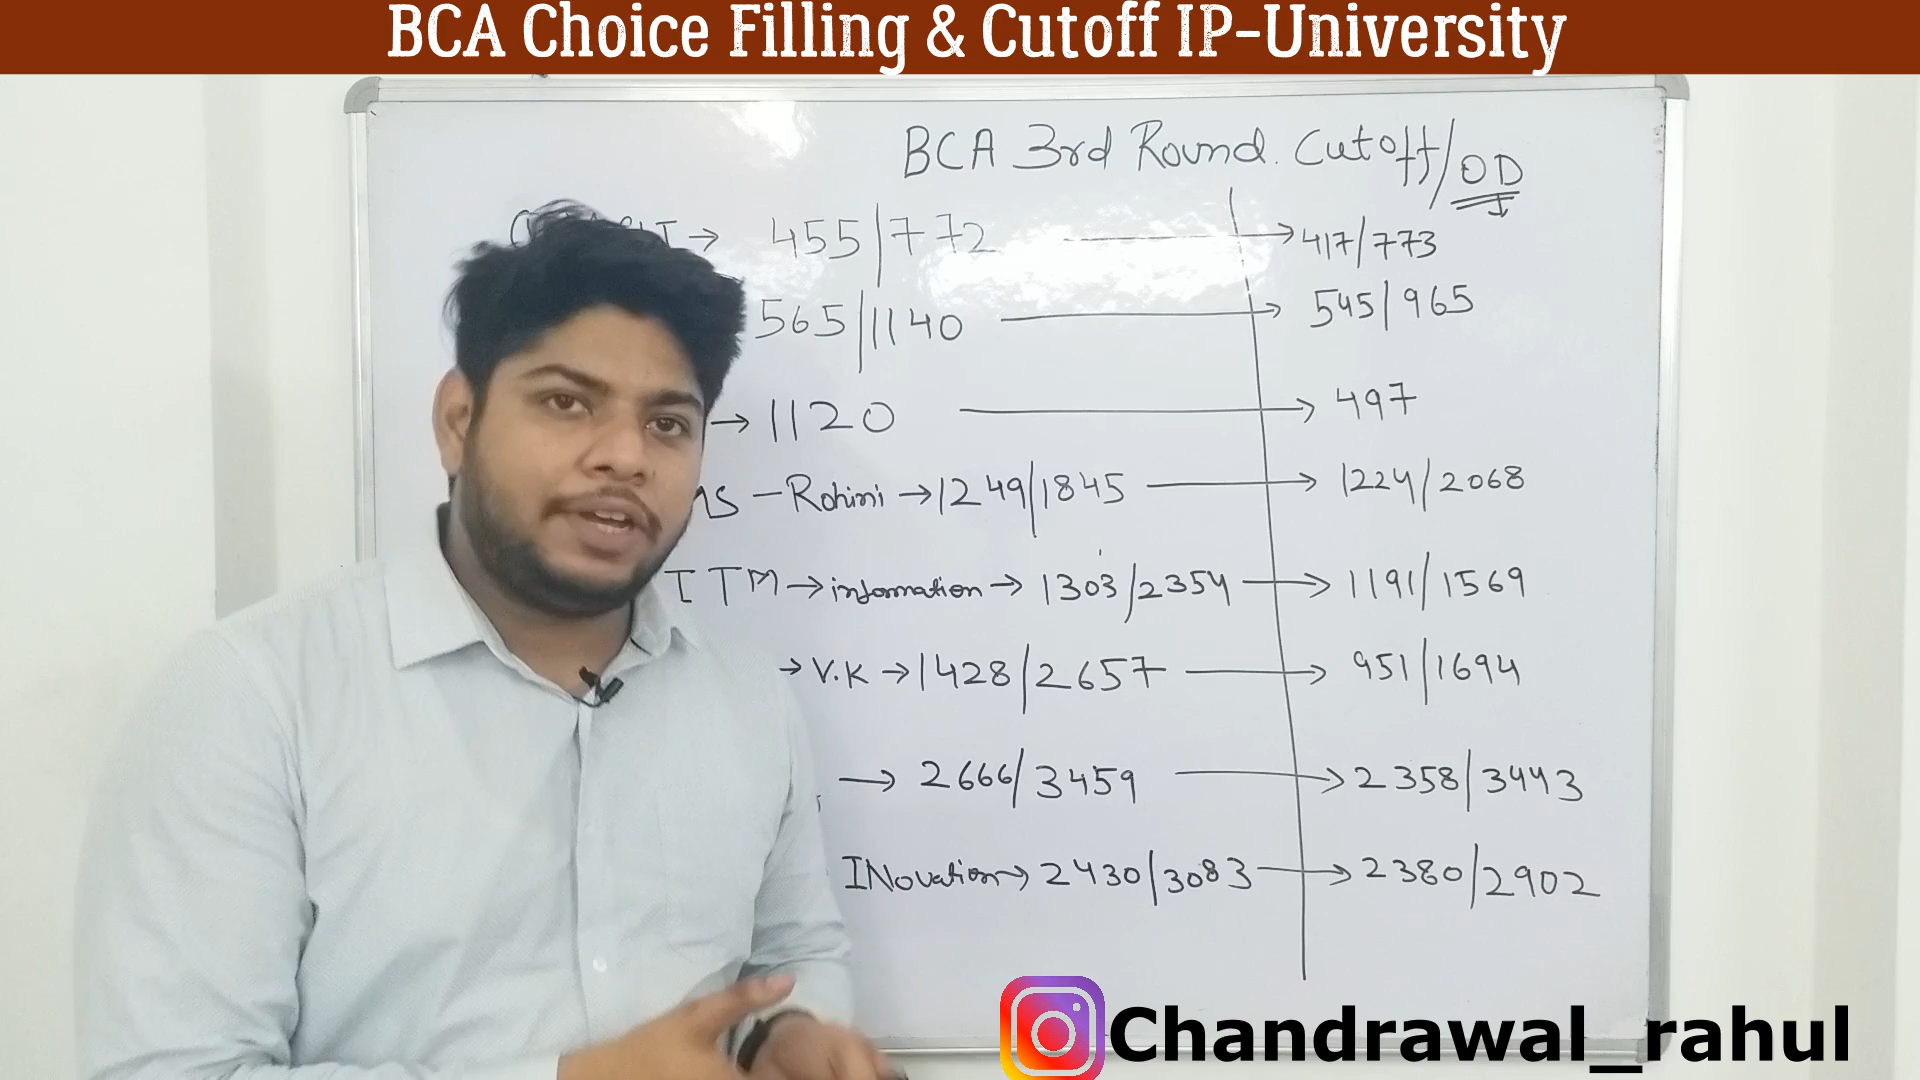 BCA Choice Filling & Cutoff IP-University
BCA 3rd Round. Cutoff/OD
→ 455/772 → 417/773
565/1140 → 545/965
→ 1120 → 497
MS - Rohini → 1249/1845 → 1224/2068
ITM → information → 1303/2354 → 1191/1569
→ V.K → 1428/2657 → 951/1694
→ 2666/3459 → 2358/3443
INovation → 2430/3083 → 2380/2902
Chandrawal_rahul